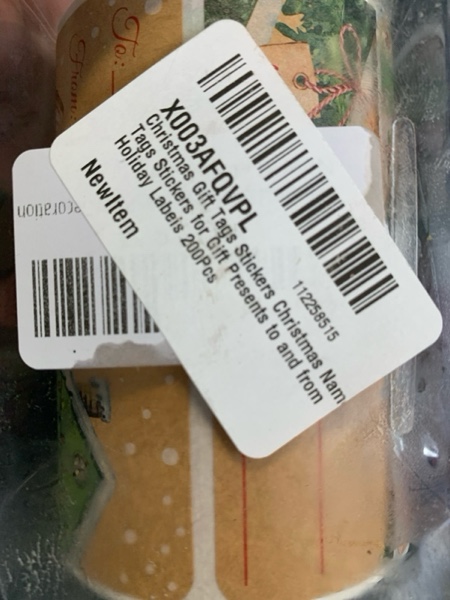 To:
From:
X003AFQVPL
Christmas Gift Tags Stickers Christmas Nam
Tags Stickers for Gift Presents to and from
Holiday Labels 200Pcs
NewItem
112258515
ecoration